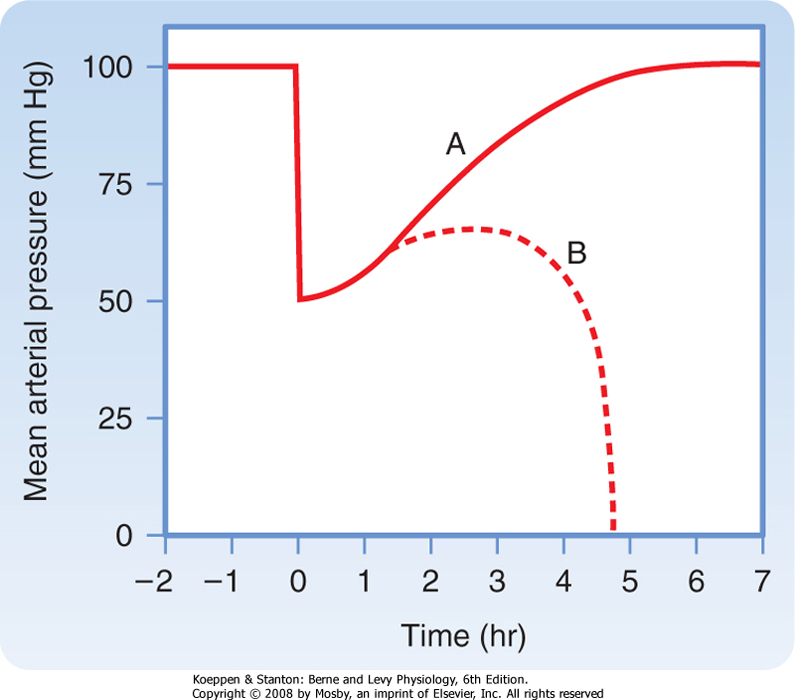 Mean arterial pressure (mm Hg)
100
75
50
25
0
A
B
−2 −1 0 1 2 3 4 5 6 7
Time (hr)
Koeppen & Stanton: Berne and Levy Physiology, 6th Edition.
Copyright © 2008 by Mosby, an imprint of Elsevier, Inc. All rights reserved